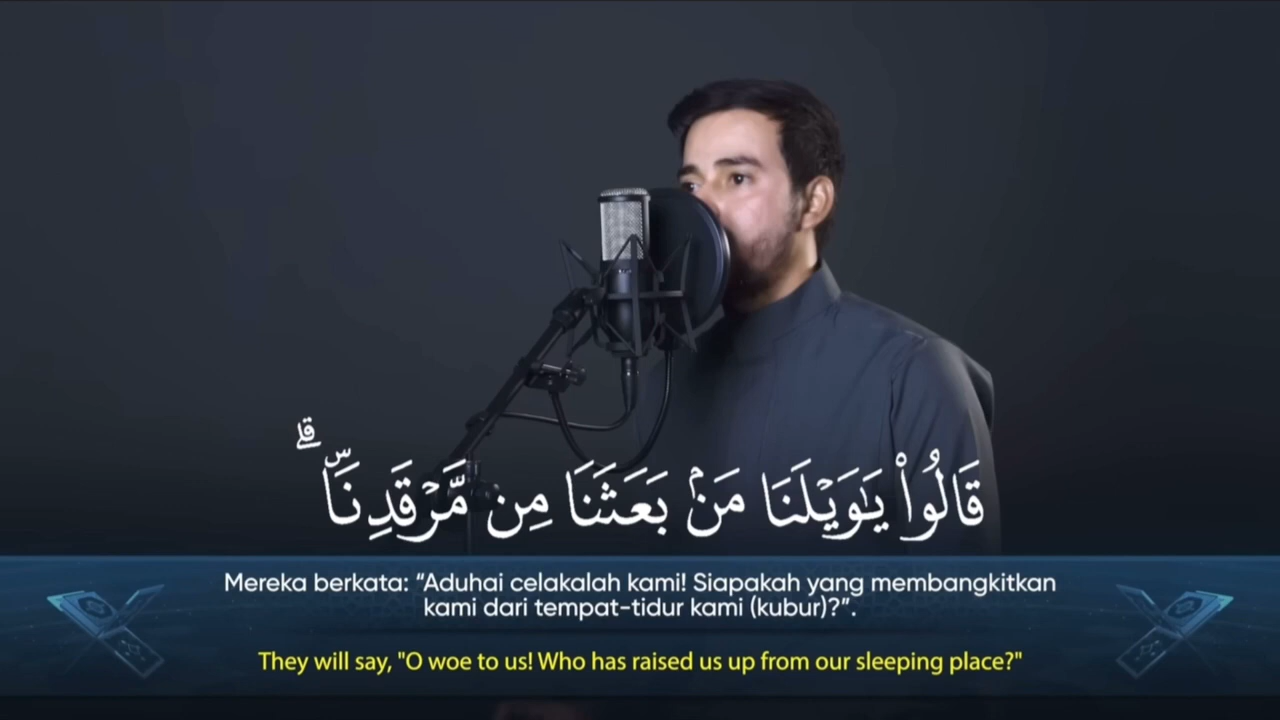 قَالُوا۟ يَـٰوَيْلَنَا مَنۢ بَعَثَنَا مِن مَّرْقَدِنَا ۜ ۗ
Mereka berkata: “Aduhai celakalah kami! Siapakah yang membangkitkan
kami dari tempat-tidur kami (kubur)?”.
They will say, "O woe to us! Who has raised us up from our sleeping place?"